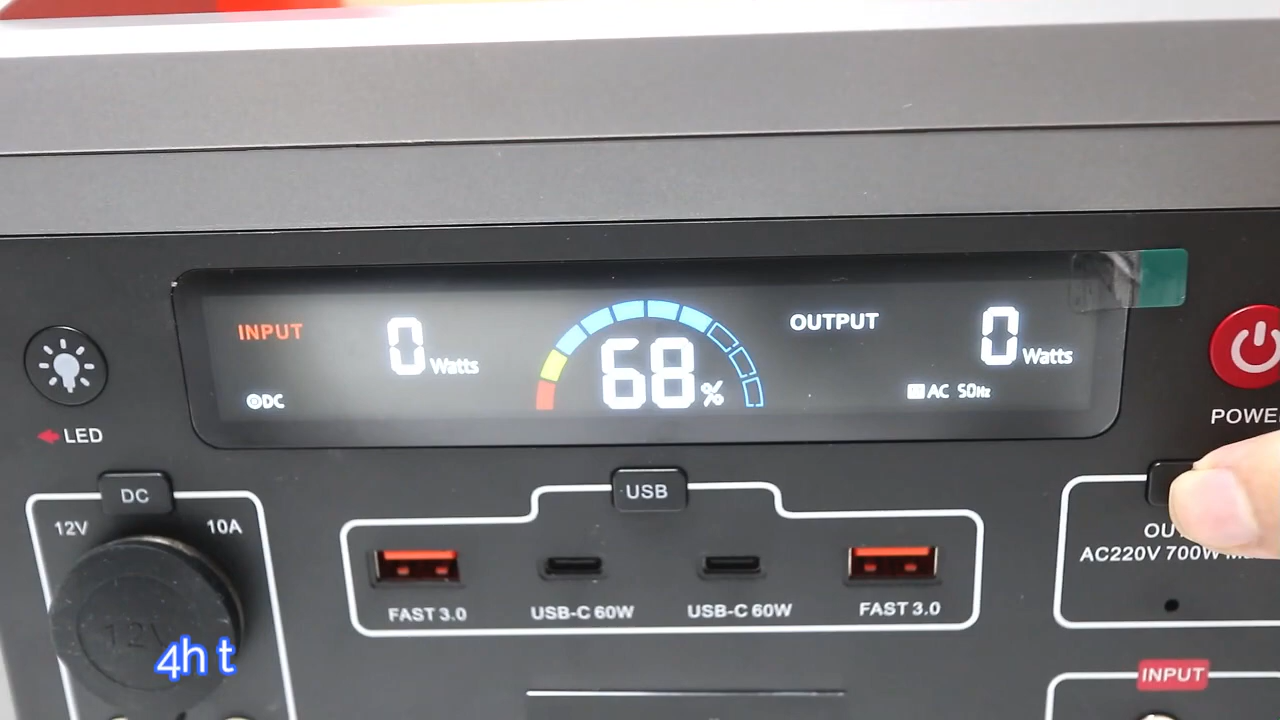 INPUT
0 Watts
DC
68 %
OUTPUT
0 Watts
AC 50Hz
LED
POWE
DC
12V 10A
USB
FAST 3.0
USB-C 60W
USB-C 60W
FAST 3.0
OU
AC220V 700W
INPUT
12V
4h t